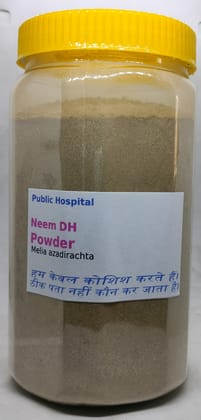 Public Hospital
Neem DH
Powder
Melia azadirachta
हम केवल कोशिश करते हैं।
ठीक पता नहीं कौन कर जाता है।